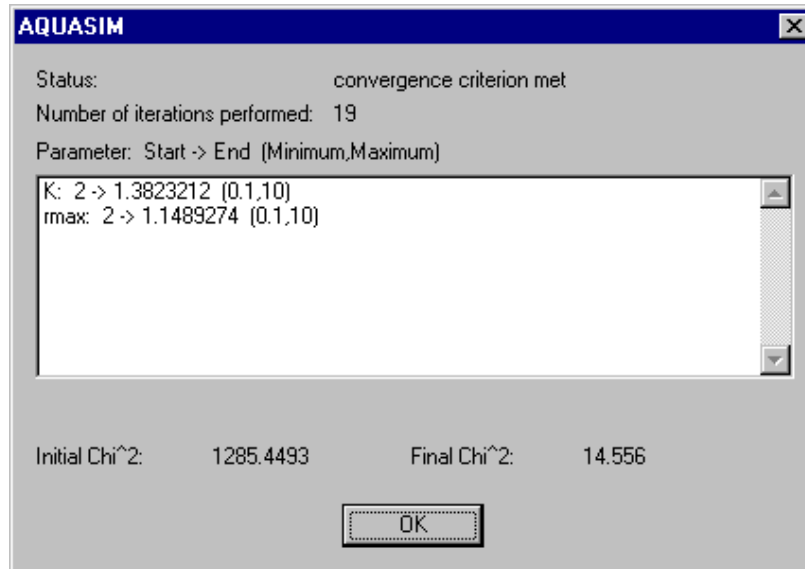 AQUASIM
Status: convergence criterion met
Number of iterations performed: 19
Parameter: Start -> End (Minimum,Maximum)
K: 2 -> 1.3823212 (0.1,10)
rmax: 2 -> 1.1489274 (0.1,10)
Initial Chi^2: 1285.4493 Final Chi^2: 14.556
OK